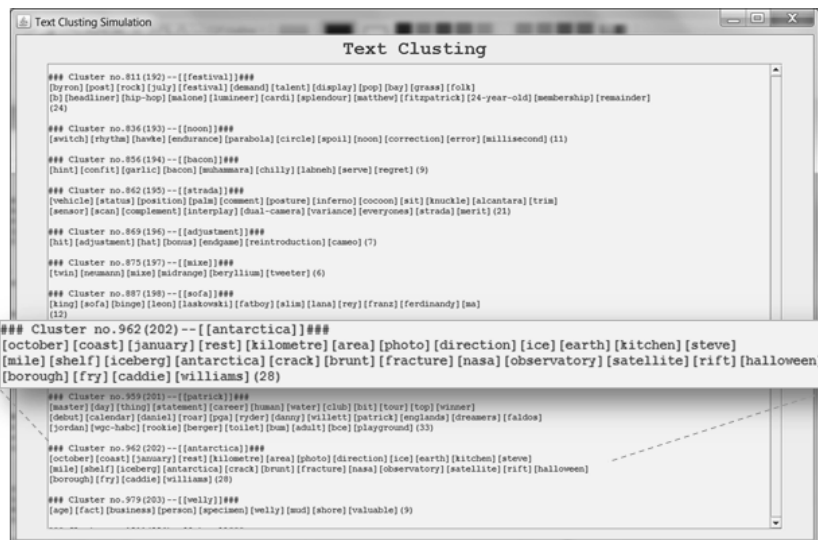 Text Clusting Simulation
Text Clusting
### Cluster no.811(192)--[[festival]]###
[byron][post][rock][july][festival][demand][talent][display][pop][bay][grass][folk]
[b][headliner][hip-hop][malone][lumineer][cardi][splendour][matthew][fitzpatrick][24-year-old][membership][remainder]
(24)
### Cluster no.836(193)--[[noon]]###
[switch][rhythm][hawke][endurance][parabola][circle][spoil][noon][correction][error][millisecond](11)
### Cluster no.856(194)--[[bacon]]###
[hint][confit][garlic][bacon][muhammara][chilly][labneh][serve][regret](9)
### Cluster no.862(195)--[[strada]]###
[vehicle][status][position][palm][comment][posture][inferno][cocoon][sit][knuckle][alcantara][trim]
[sensor][scan][complement][interplay][dual-camera][variance][everyones][strada][merit](21)
### Cluster no.869(196)--[[adjustment]]###
[hit][adjustment][hat][bonus][endgame][reintroduction][cameo](7)
### Cluster no.875(197)--[[mixe]]###
[twin][neumann][mixe][midrange][beryllium][tweeter](6)
### Cluster no.887(198)--[[sofa]]###
[king][sofa][binge][leon][laskowski][fatboy][slim][lana][rey][franz][ferdinandy][ma]
(12)
### Cluster no.962(202)--[[antarctica]]###
[october][coast][january][rest][kilometre][area][photo][direction][ice][earth][kitchen][steve]
[mile][shelf][iceberg][antarctica][crack][brunt][fracture][nasa][observatory][satellite][rift][halloween]
[borough][fry][caddie][williams](28)
### Cluster no.959(201)--[[patrick]]###
[master][day][thing][statement][career][human][water][club][bit][tour][top][winner]
[debut][calendar][daniel][roar][pga][ryder][danny][willett][patrick][englands][dreamers][faldos]
[jordan][wgc-hsbc][rookie][berger][toilet][bum][adult][bce][playground](33)
### Cluster no.962(202)--[[antarctica]]###
[october][coast][january][rest][kilometre][area][photo][direction][ice][earth][kitchen][steve]
[mile][shelf][iceberg][antarctica][crack][brunt][fracture][nasa][observatory][satellite][rift][halloween]
[borough][fry][caddie][williams](28)
### Cluster no.979(203)--[[welly]]###
[age][fact][business][person][specimen][welly][mud][shore][valuable](9)